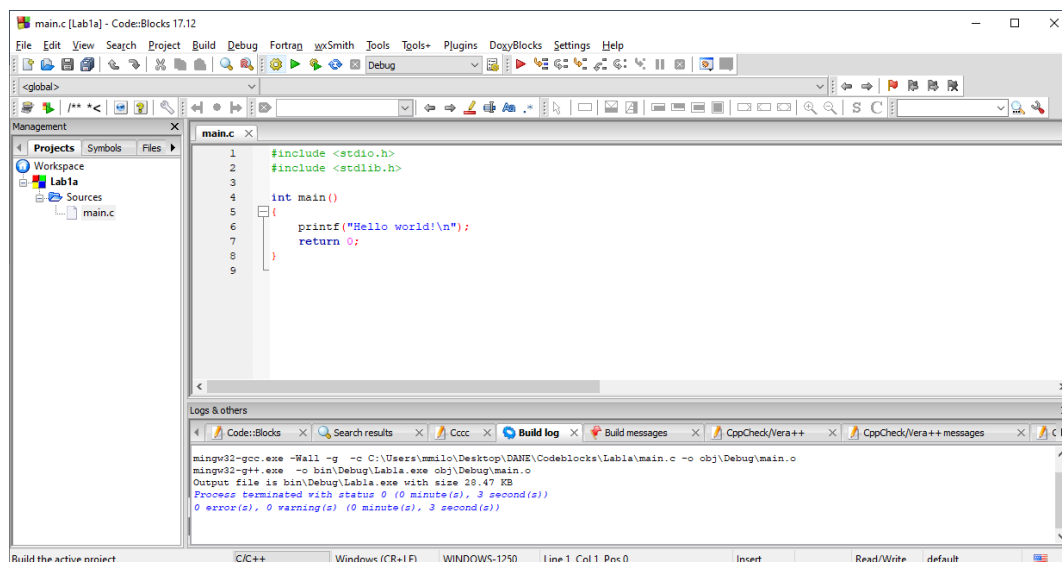 main.c [Lab1a] - Code::Blocks 17.12
File Edit View Search Project Build Debug Fortran wxSmith Tools Tools+ Plugins DoxyBlocks Settings Help
Debug
<global>
/** *<
S C
Management
main.c
Projects Symbols Files
Workspace
Lab1a
Sources
main.c
1 #include <stdio.h>
2 #include <stdlib.h>
3
4 int main()
5 {
6 printf("Hello world!\n");
7 return 0;
8 }
9
Logs & others
Code::Blocks Search results Cccc Build log Build messages CppCheck/Vera++ CppCheck/Vera++ messages
mingw32-gcc.exe -Wall -g -c C:\Users\mmilo\Desktop\DANE\Codeblocks\Lab1a\main.c -o obj\Debug\main.o
mingw32-g++.exe -o bin\Debug\Lab1a.exe obj\Debug\main.o
Output file is bin\Debug\Lab1a.exe with size 28.47 KB
Process terminated with status 0 (0 minute(s), 3 second(s))
0 error(s), 0 warning(s) (0 minute(s), 3 second(s))
Build the active project C/C++ Windows (CR+LF) WINDOWS-1250 Line 1, Col 1, Pos 0 Insert Read/Write default